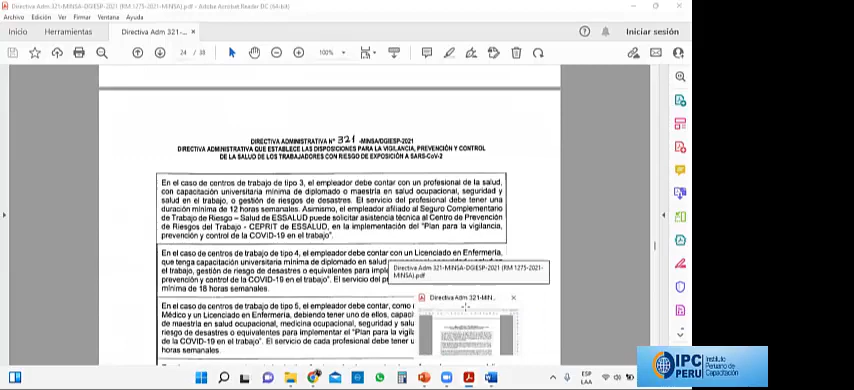 Directiva Adm 321-MINSA-DGIESP-2021 (RM 1275-2021-MINSA).pdf - Adobe Acrobat Reader DC (64-bit)
Archivo Edición Ver Firmar Ventana Ayuda
Inicio Herramientas Directiva Adm 321-... × Iniciar sesión
24 / 38 100%
DIRECTIVA ADMINISTRATIVA N° 321 -MINSA/DGIESP-2021
DIRECTIVA ADMINISTRATIVA QUE ESTABLECE LAS DISPOSICIONES PARA LA VIGILANCIA, PREVENCIÓN Y CONTROL
DE LA SALUD DE LOS TRABAJADORES CON RIESGO DE EXPOSICIÓN A SARS-CoV-2
En el caso de centros de trabajo de tipo 3, el empleador debe contar con un profesional de la salud,
con capacitación universitaria mínima de diplomado o maestría en salud ocupacional, seguridad y
salud en el trabajo, o gestión de riesgos de desastres. El servicio del profesional debe tener una
duración mínima de 12 horas semanales. Asimismo, el empleador afiliado al Seguro Complementario
de Trabajo de Riesgo – Salud de ESSALUD puede solicitar asistencia técnica al Centro de Prevención
de Riesgos del Trabajo - CEPRIT de ESSALUD, en la implementación del "Plan para la vigilancia,
prevención y control de la COVID-19 en el trabajo".
En el caso de centros de trabajo de tipo 4, el empleador debe contar con un Licenciado en Enfermería,
que tenga capacitación universitaria mínima de diplomado en salud
el trabajo, gestión de riesgo de desastres o equivalentes para imple
prevención y control de la COVID-19 en el trabajo". El servicio del p
mínima de 18 horas semanales.
Directiva Adm 321-MINSA-DGIESP-2021 (RM 1275-2021-
MINSA).pdf
Directiva Adm 321-MIN... ×
En el caso de centros de trabajo de tipo 5, el empleador debe contar, como
Médico y un Licenciado en Enfermería, debiendo tener uno de ellos, capaci
de maestría en salud ocupacional, medicina ocupacional, seguridad y salu
riesgo de desastres o equivalentes para implementar el "Plan para la vigila
de la COVID-19 en el trabajo". El servicio de cada profesional debe tener u
horas semanales.
ESP
LAA
IPC
PERÚ
Instituto
Peruano de
Capacitación